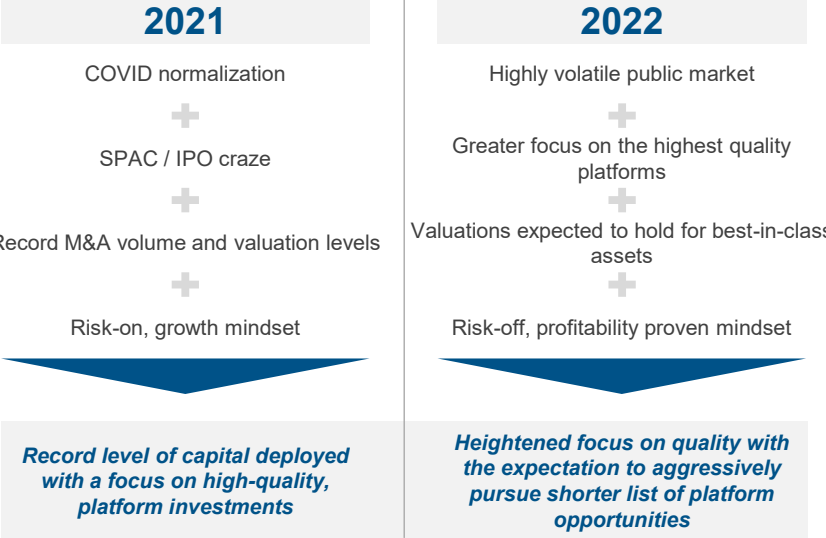 2021
COVID normalization
SPAC / IPO craze
Record M&A volume and valuation levels
Risk-on, growth mindset
Record level of capital deployed
with a focus on high-quality,
platform investments
2022
Highly volatile public market
Greater focus on the highest quality
platforms
Valuations expected to hold for best-in-class
assets
Risk-off, profitability proven mindset
Heightened focus on quality with
the expectation to aggressively
pursue shorter list of platform
opportunities